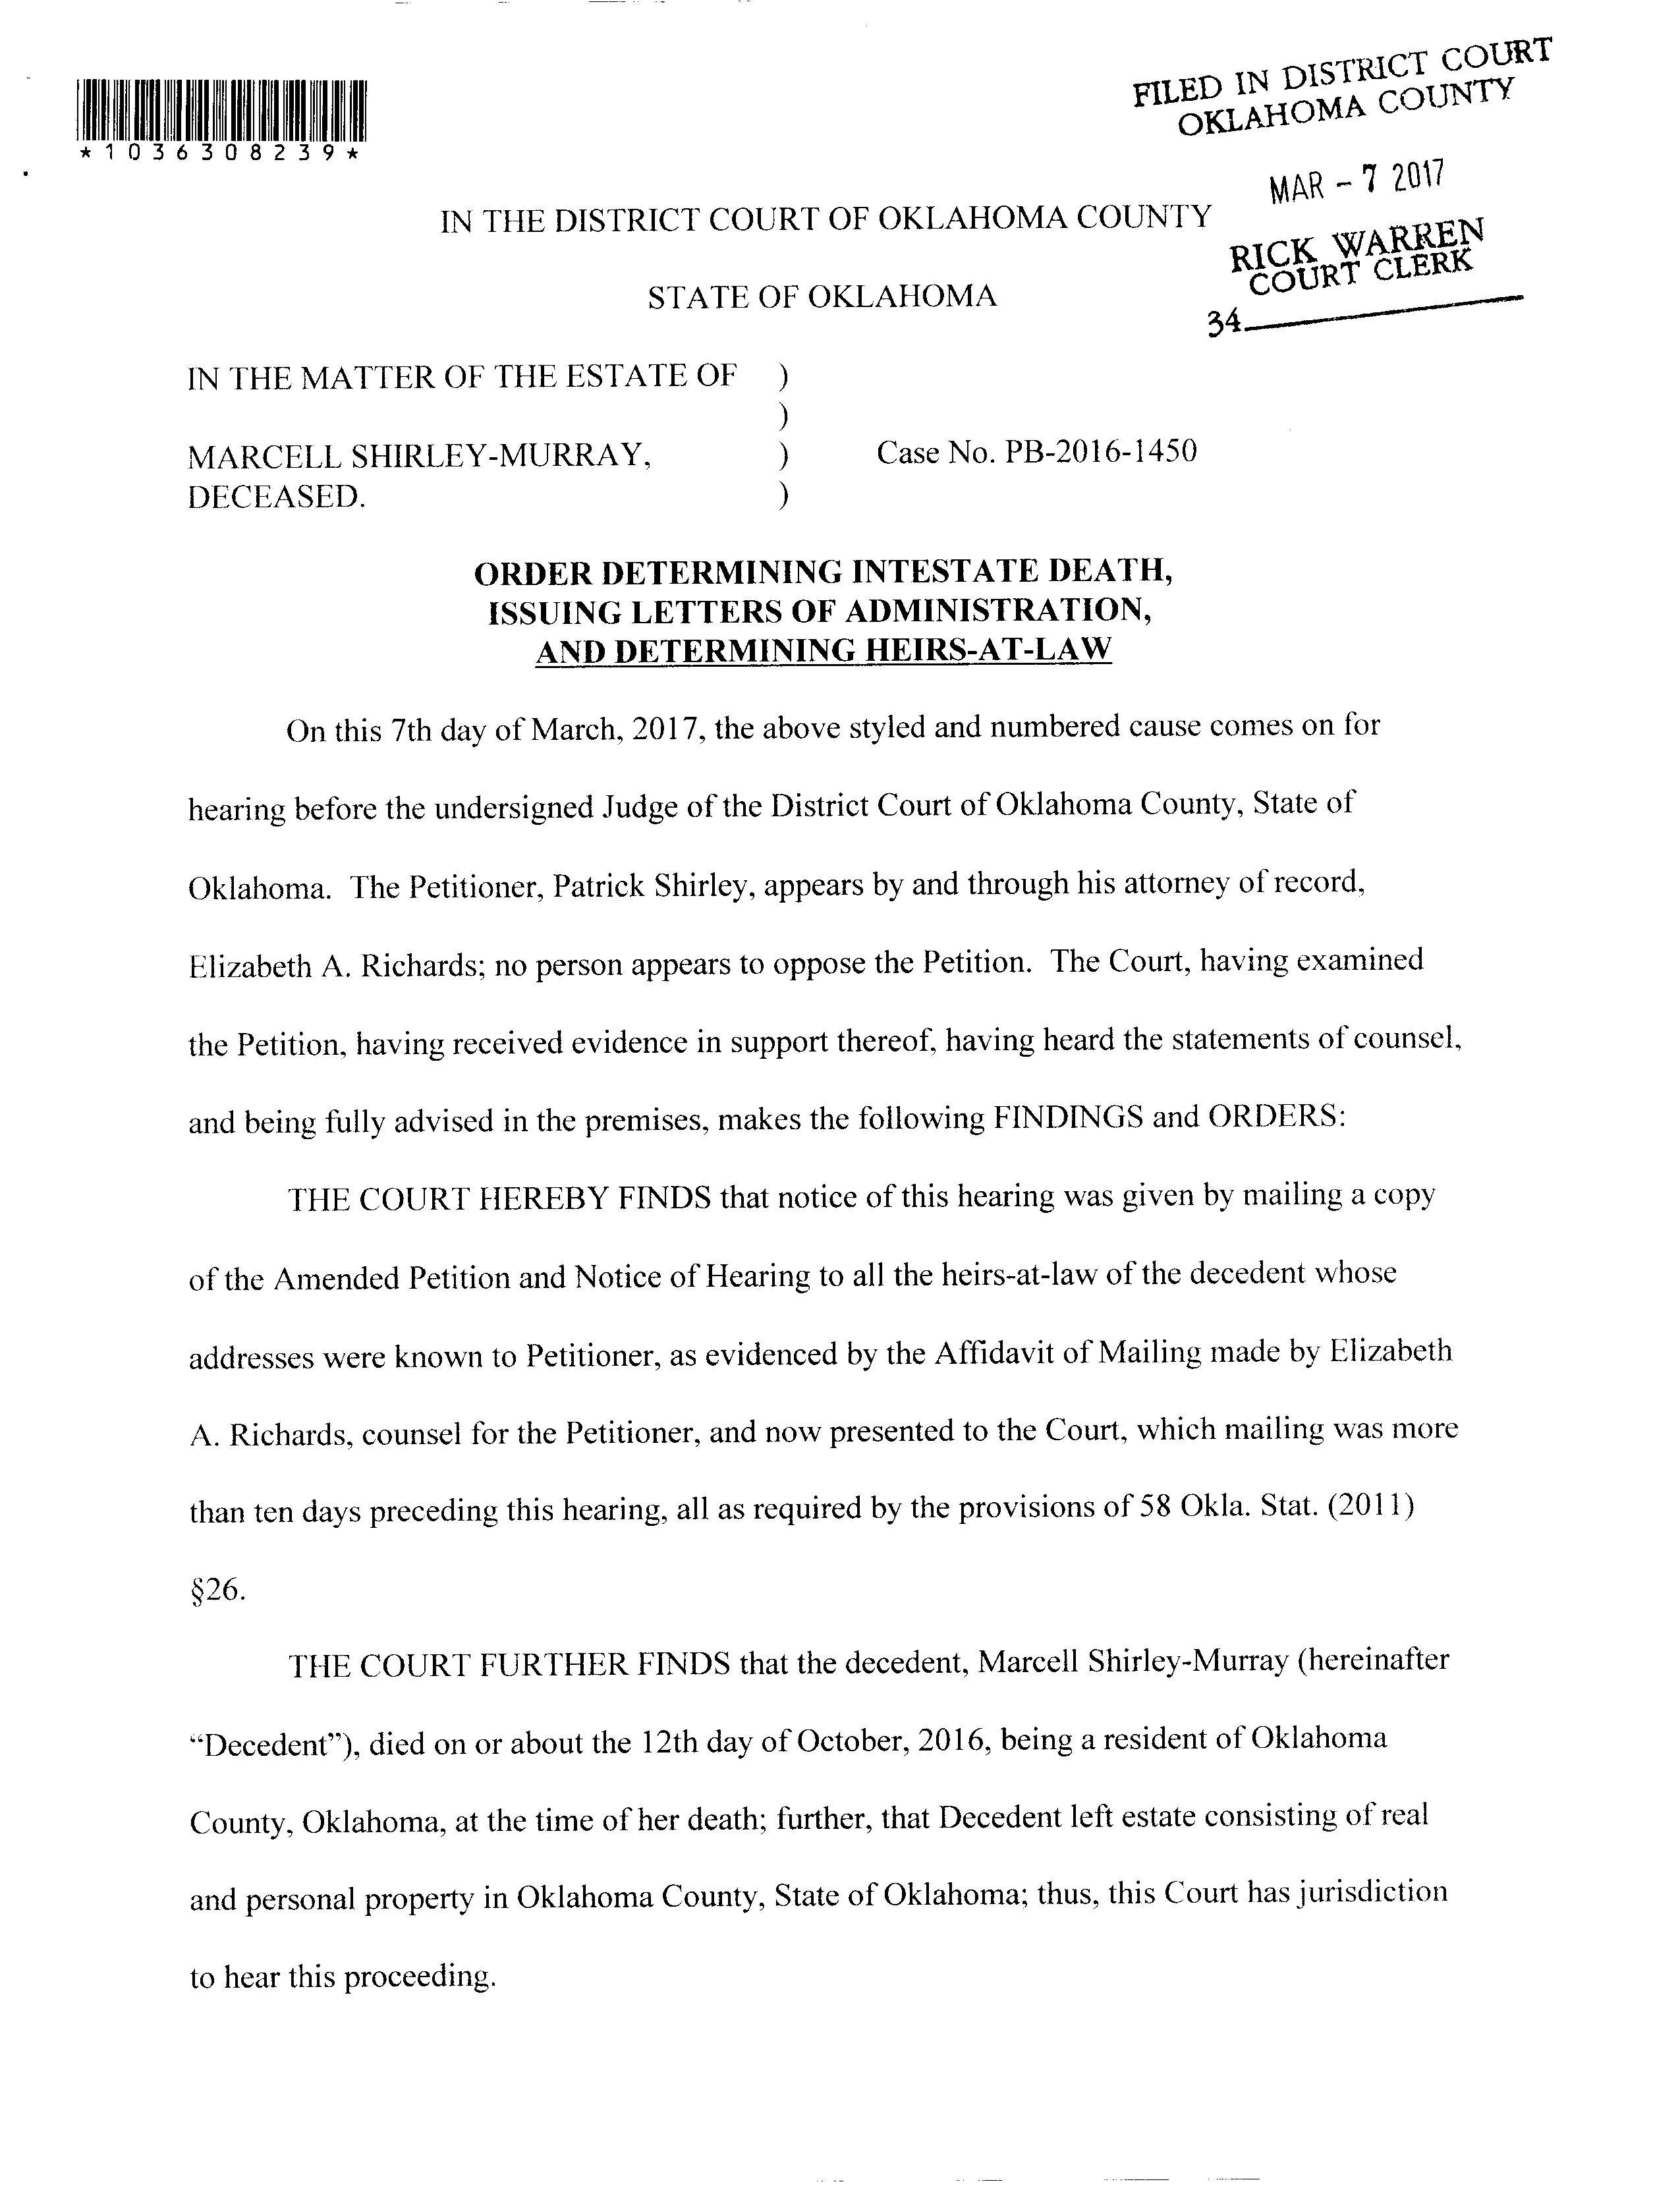 FILED IN DISTRICT COURT
OKLAHOMA COUNTY
*1036308239*
MAR - 7 2017
IN THE DISTRICT COURT OF OKLAHOMA COUNTY
RICK WARREN
COURT CLERK
STATE OF OKLAHOMA
34
IN THE MATTER OF THE ESTATE OF )
)
MARCELL SHIRLEY-MURRAY, ) Case No. PB-2016-1450
DECEASED. )
ORDER DETERMINING INTESTATE DEATH,
ISSUING LETTERS OF ADMINISTRATION,
AND DETERMINING HEIRS-AT-LAW
On this 7th day of March, 2017, the above styled and numbered cause comes on for
hearing before the undersigned Judge of the District Court of Oklahoma County, State of
Oklahoma. The Petitioner, Patrick Shirley, appears by and through his attorney of record,
Elizabeth A. Richards; no person appears to oppose the Petition. The Court, having examined
the Petition, having received evidence in support thereof, having heard the statements of counsel,
and being fully advised in the premises, makes the following FINDINGS and ORDERS:
THE COURT HEREBY FINDS that notice of this hearing was given by mailing a copy
of the Amended Petition and Notice of Hearing to all the heirs-at-law of the decedent whose
addresses were known to Petitioner, as evidenced by the Affidavit of Mailing made by Elizabeth
A. Richards, counsel for the Petitioner, and now presented to the Court, which mailing was more
than ten days preceding this hearing, all as required by the provisions of 58 Okla. Stat. (2011)
§26.
THE COURT FURTHER FINDS that the decedent, Marcell Shirley-Murray (hereinafter
“Decedent”), died on or about the 12th day of October, 2016, being a resident of Oklahoma
County, Oklahoma, at the time of her death; further, that Decedent left estate consisting of real
and personal property in Oklahoma County, State of Oklahoma; thus, this Court has jurisdiction
to hear this proceeding.